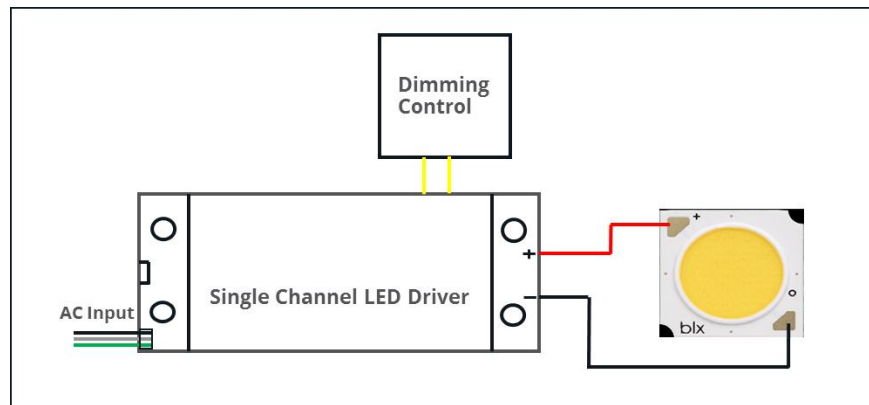 Dimming
Control
+
+
AC Input
Single Channel LED Driver
−
blx